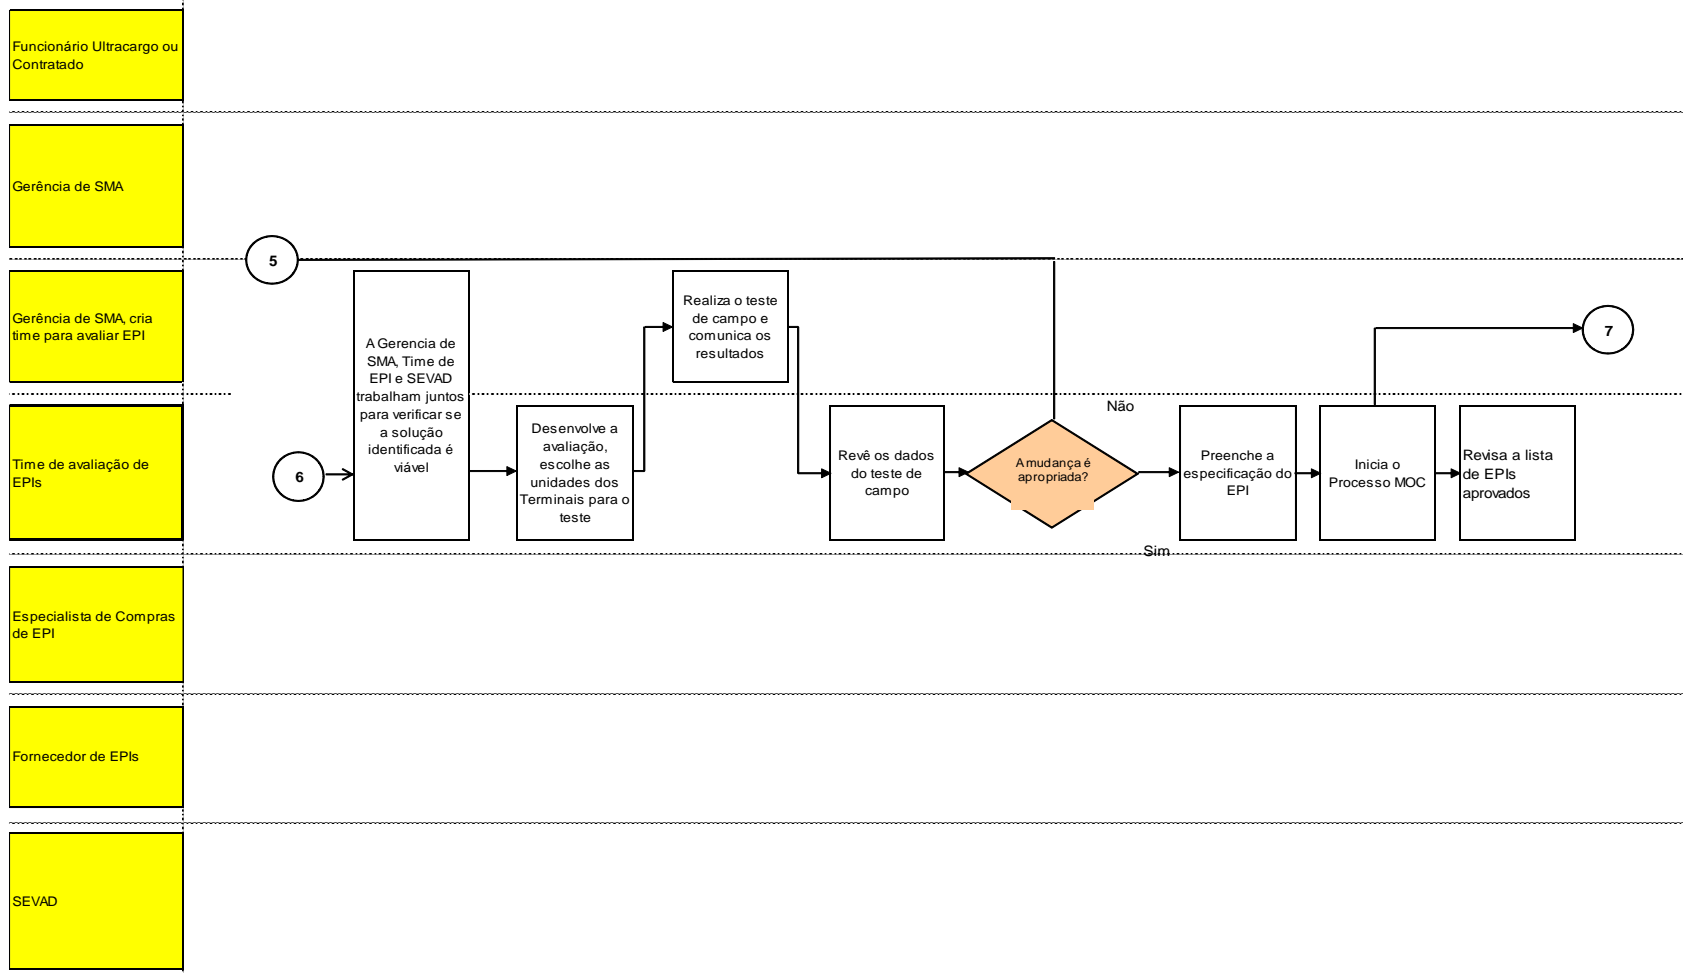 Funcionário Ultracargo ou
Contratado
Gerência de SMA
5
Gerência de SMA, cria
time para avaliar EPI
A Gerencia de
SMA, Time de
EPI e SEVAD
trabalham juntos
para verificar se
a solução
identificada é
viável
Realiza o teste
de campo e
comunica os
resultados
7
Time de avaliação de
EPIs
6
Desenvolve a
avaliação,
escolhe as
unidades dos
Terminais para o
teste
Revê os dados
do teste de
campo
A mudança é
apropriada?
Não
Sim
Preenche a
especificação do
EPI
Inicia o
Processo MOC
Revisa a lista
de EPIs
aprovados
Especialista de Compras
de EPI
Fornecedor de EPIs
SEVAD